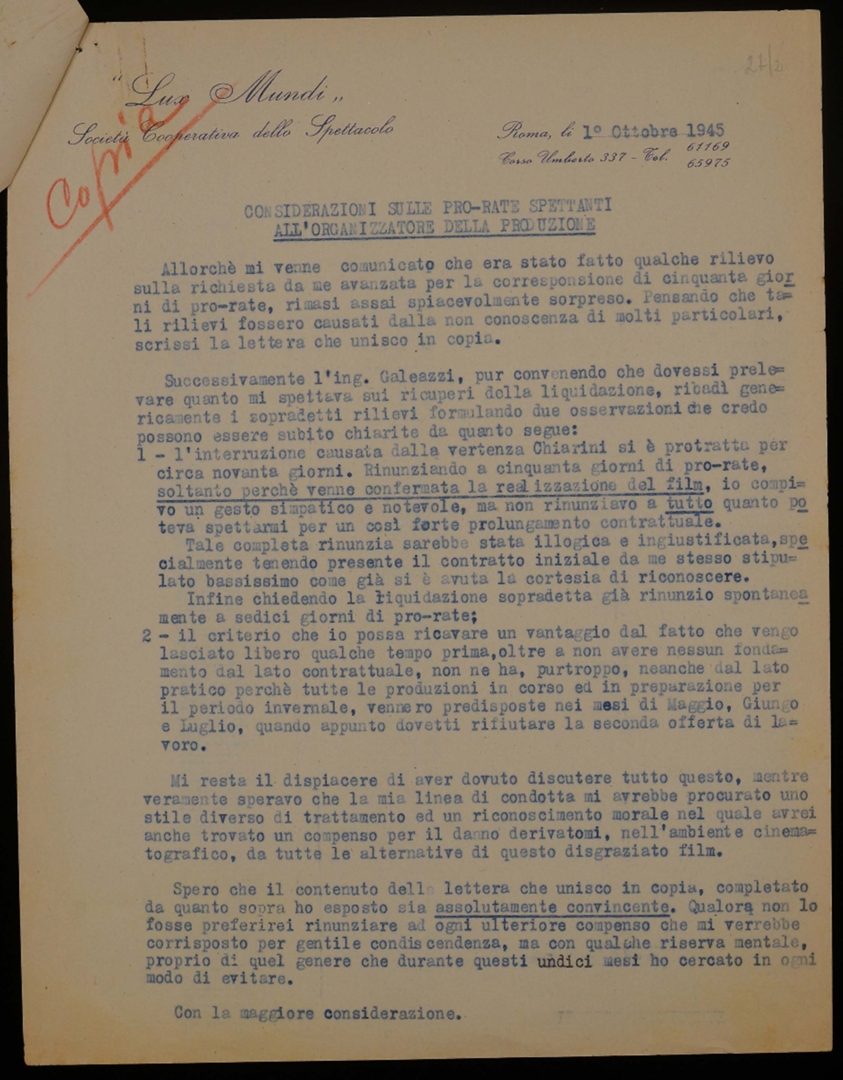 27/2
"Lux Mundi"
Società Cooperativa dello Spettacolo
Copia
Roma, li 1º Ottobre 1945
Corso Umberto 337 - Tel. 61169
65975
CONSIDERAZIONI SULLE PRO-RATE SPETTANTI
ALL'ORGANIZZATORE DELLA PRODUZIONE
Allorchè mi venne comunicato che era stato fatto qualche rilievo
sulla richiesta da me avanzata per la corresponsione di cinquanta gior
ni di pro-rate, rimasi assai spiacevolmente sorpreso. Pensando che ta=
li rilievi fossero causati dalla non conoscenza di molti particolari,
scrissi la lettera che unisco in copia.
Successivamente l'ing. Galeazzi, pur convenendo che dovessi prele=
vare quanto mi spettava sui ricuperi della liquidazione, ribadì gene=
ricamente i sopradetti rilievi formulando due osservazioni che credo
possono essere subito chiarite da quanto segue:
1 - l'interruzione causata dalla vertenza Chiarini si è protratta per
circa novanta giorni. Rinunziando a cinquanta giorni di pro-rate,
soltanto perchè venne confermata la realizzazione del film, io compi=
vo un gesto simpatico e notevole, ma non rinunziavo a tutto quanto po
teva spettarmi per un così forte prolungamento contrattuale.
Tale completa rinunzia sarebbe stata illogica e ingiustificata,spe
cialmente tenendo presente il contratto iniziale da me stesso stipu=
lato bassissimo come già si è avuta la cortesia di riconoscere.
Infine chiedendo la liquidazione sopradetta già rinunzio spontanea
mente a sedici giorni di pro-rate;
2 - il criterio che io possa ricavare un vantaggio dal fatto che vengo
lasciato libero qualche tempo prima,oltre a non avere nessun fonda=
mento dal lato contrattuale, non ne ha, purtroppo, neanche dal lato
pratico perchè tutte le produzioni in corso ed in preparazione per
il periodo invernale, vennero predisposte nei mesi di Maggio, Giungo
e Luglio, quando appunto dovetti rifiutare la seconda offerta di la=
voro.
Mi resta il dispiacere di aver dovuto discutere tutto questo, mentre
veramente speravo che la mia linea di condotta mi avrebbe procurato uno
stile diverso di trattamento ed un riconoscimento morale nel quale avrei
anche trovato un compenso per il danno derivatomi, nell'ambiente cinema=
tografico, da tutte le alternative di questo disgraziato film.
Spero che il contenuto della lettera che unisco in copia, completato
da quanto sopra ho esposto sia assolutamente convincente. Qualora non lo
fosse preferirei rinunziare ad ogni ulteriore compenso che mi verrebbe
corrisposto per gentile condiscendenza, ma con qualche riserva mentale,
proprio di quel genere che durante questi undici mesi ho cercato in ogni
modo di evitare.
Con la maggiore considerazione.